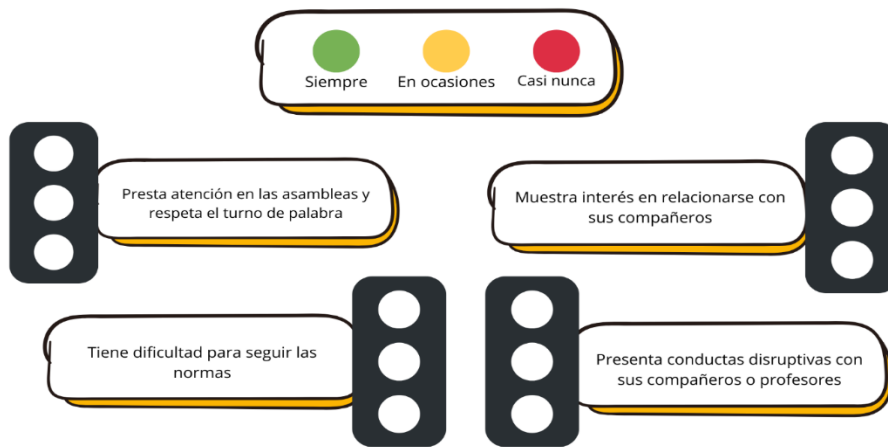 Siempre
En ocasiones
Casi nunca
Presta atención en las asambleas y
respeta el turno de palabra
Muestra interés en relacionarse con
sus compañeros
Tiene dificultad para seguir las
normas
Presenta conductas disruptivas con
sus compañeros o profesores